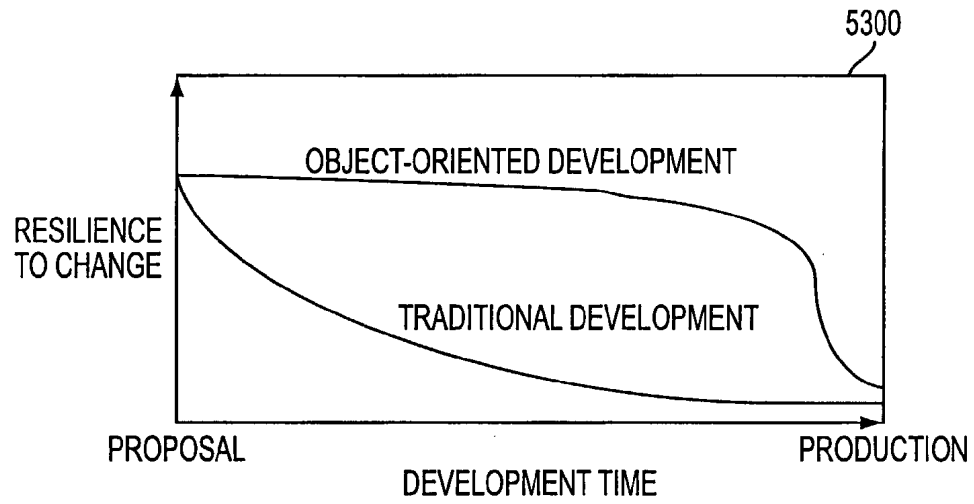 5300
OBJECT-ORIENTED DEVELOPMENT
RESILIENCE
TO CHANGE
TRADITIONAL DEVELOPMENT
PROPOSAL
PRODUCTION
DEVELOPMENT TIME